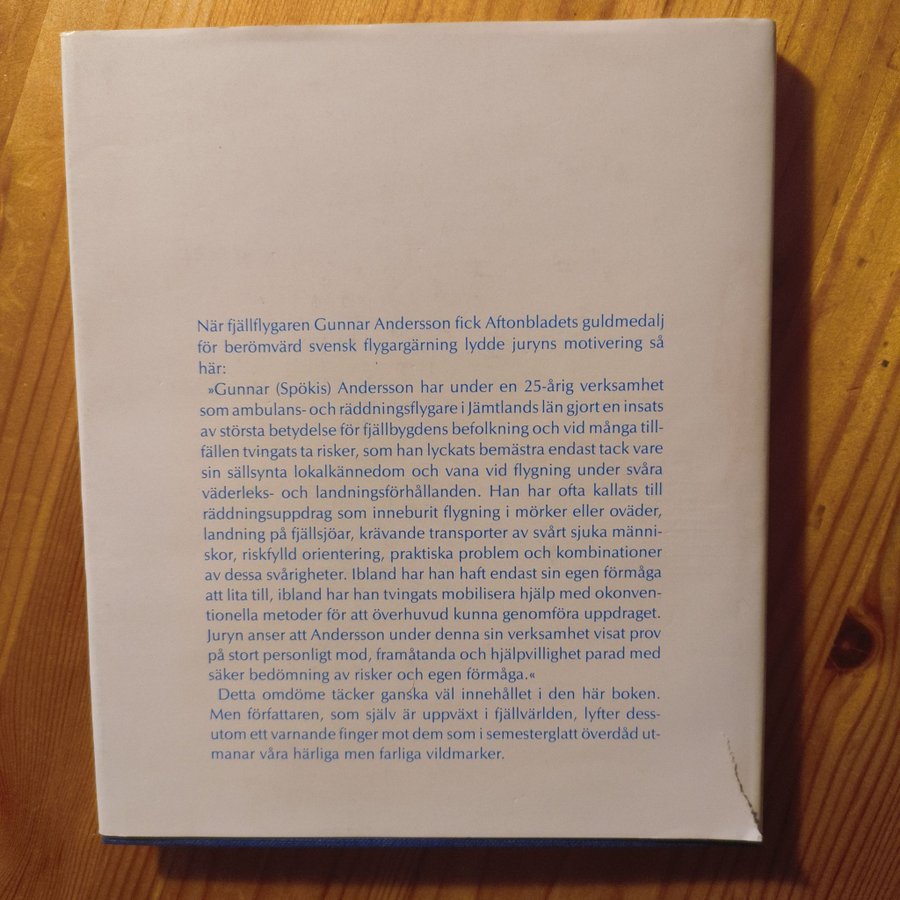 När fjällflygaren Gunnar Andersson fick Aftonbladets guldmedalj
för berömvärd svensk flygargärning lydde juryns motivering så
här:
»Gunnar (Spökis) Andersson har under en 25-årig verksamhet
som ambulans- och räddningsflygare i Jämtlands län gjort en insats
av största betydelse för fjällbygdens befolkning och vid många till-
fällen tvingats ta risker, som han lyckats bemästra endast tack vare
sin sällsynta lokalkännedom och vana vid flygning under svåra
väderleks- och landningsförhållanden. Han har ofta kallats till
räddningsuppdrag som inneburit flygning i mörker eller oväder,
landning på fjällsjöar, krävande transporter av svårt sjuka männi-
skor, riskfylld orientering, praktiska problem och kombinationer
av dessa svårigheter. Ibland har han haft endast sin egen förmåga
att lita till, ibland har han tvingats mobilisera hjälp med okonven-
tionella metoder för att överhuvud kunna genomföra uppdraget.
Juryn anser att Andersson under denna sin verksamhet visat prov
på stort personligt mod, framåtanda och hjälpvillighet parad med
säker bedömning av risker och egen förmåga.«
Detta omdöme täcker ganska väl innehållet i den här boken.
Men författaren, som själv är uppväxt i fjällvärlden, lyfter dess-
utom ett varnande finger mot dem som i semesterglatt överdåd ut-
manar våra härliga men farliga vildmarker.